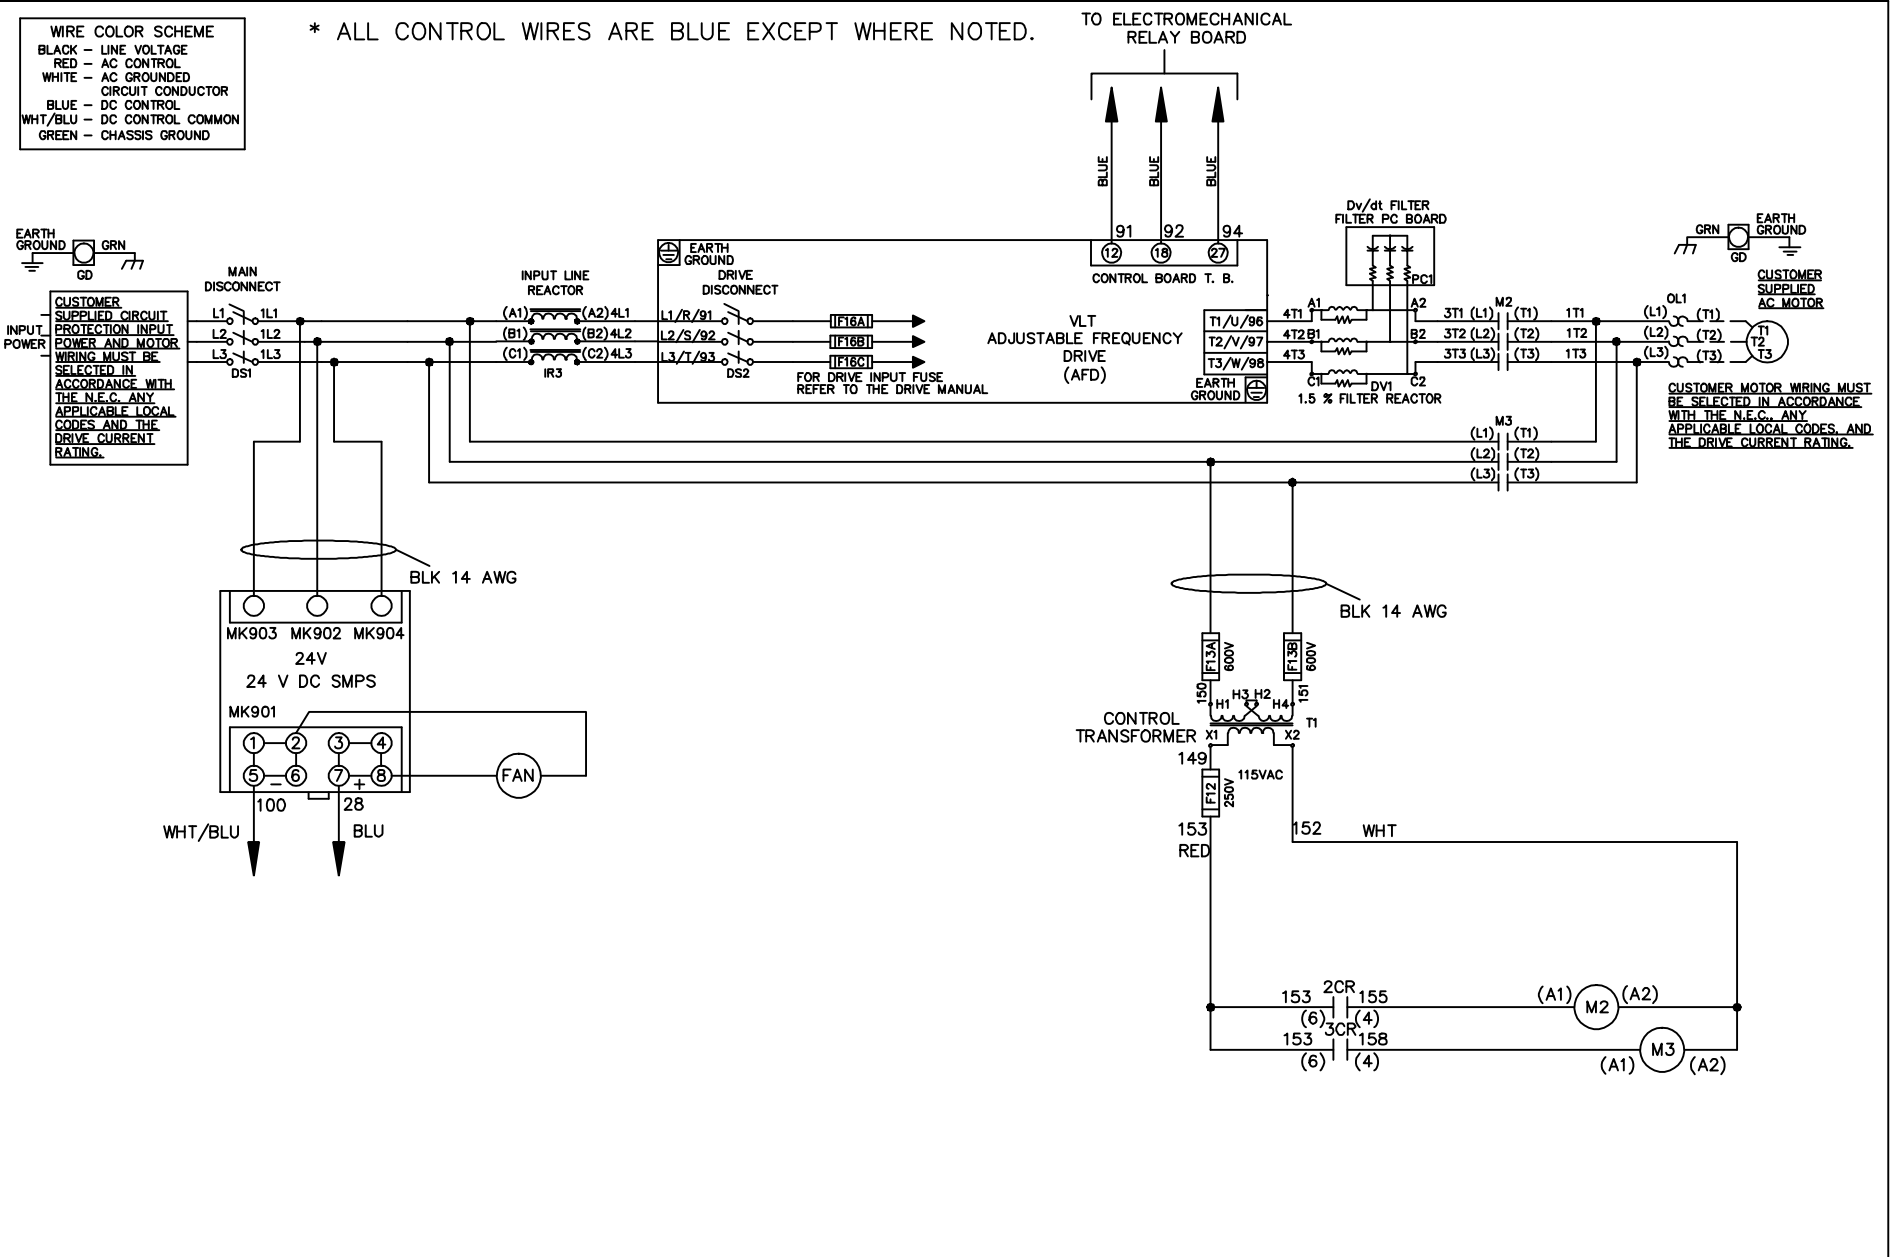 WIRE COLOR SCHEME
BLACK – LINE VOLTAGE
RED – AC CONTROL
WHITE – AC GROUNDED
CIRCUIT CONDUCTOR
BLUE – DC CONTROL
WHT/BLU – DC CONTROL COMMON
GREEN – CHASSIS GROUND
* ALL CONTROL WIRES ARE BLUE EXCEPT WHERE NOTED.
TO ELECTROMECHANICAL
RELAY BOARD
BLUE
BLUE
BLUE
91 92 94
12 18 27
CONTROL BOARD T. B.
EARTH
GROUND
GRN
GD
CUSTOMER
SUPPLIED CIRCUIT
PROTECTION INPUT
POWER AND MOTOR
WIRING MUST BE
SELECTED IN
ACCORDANCE WITH
THE N.E.C. ANY
APPLICABLE LOCAL
CODES AND THE
DRIVE CURRENT
RATING.
INPUT
POWER
MAIN
DISCONNECT
L1 1L1
L2 1L2
L3 1L3
DS1
INPUT LINE
REACTOR
(A1) (A2) 4L1
(B1) (B2) 4L2
(C1) (C2) 4L3
IR3
EARTH
GROUND
DRIVE
DISCONNECT
L1/R/91
L2/S/92
L3/T/93
DS2
F16A
F16B
F16C
FOR DRIVE INPUT FUSE
REFER TO THE DRIVE MANUAL
VLT
ADJUSTABLE FREQUENCY
DRIVE
(AFD)
T1/U/96
T2/V/97
T3/W/98
EARTH
GROUND
Dv/dt FILTER
FILTER PC BOARD
PC1
4T1 A1 A2
4T2 B1 B2
4T3 C1 C2
DV1
1.5 % FILTER REACTOR
M2
3T1 (L1) (T1) 1T1
3T2 (L2) (T2) 1T2
3T3 (L3) (T3) 1T3
OL1
(L1) (T1)
(L2) (T2)
(L3) (T3)
T1
T2
T3
GRN
GD
EARTH
GROUND
CUSTOMER
SUPPLIED
AC MOTOR
CUSTOMER MOTOR WIRING MUST
BE SELECTED IN ACCORDANCE
WITH THE N.E.C., ANY
APPLICABLE LOCAL CODES, AND
THE DRIVE CURRENT RATING.
M3
(L1) (T1)
(L2) (T2)
(L3) (T3)
BLK 14 AWG
MK903 MK902 MK904
24V
24 V DC SMPS
MK901
1 2 3 4
5 – 6 7 + 8
FAN
100 28
WHT/BLU BLU
BLK 14 AWG
F13A
600V
F13B
600V
150
151
H1 H3 H2 H4
CONTROL
TRANSFORMER
T1
X1 X2
149
115VAC
F12
250V
153
RED
152 WHT
153 2CR 155
(6) (4)
(A1) M2 (A2)
153 3CR 158
(6) (4)
(A1) M3 (A2)